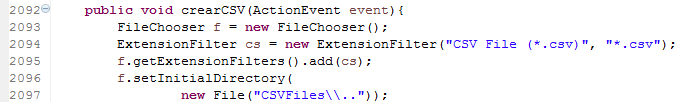 2092 public void crearCSV(ActionEvent event){
2093 FileChooser f = new FileChooser();
2094 ExtensionFilter cs = new ExtensionFilter("CSV File (*.csv)", "*.csv");
2095 f.getExtensionFilters().add(cs);
2096 f.setInitialDirectory(
2097 new File("CSVFiles\\.."));